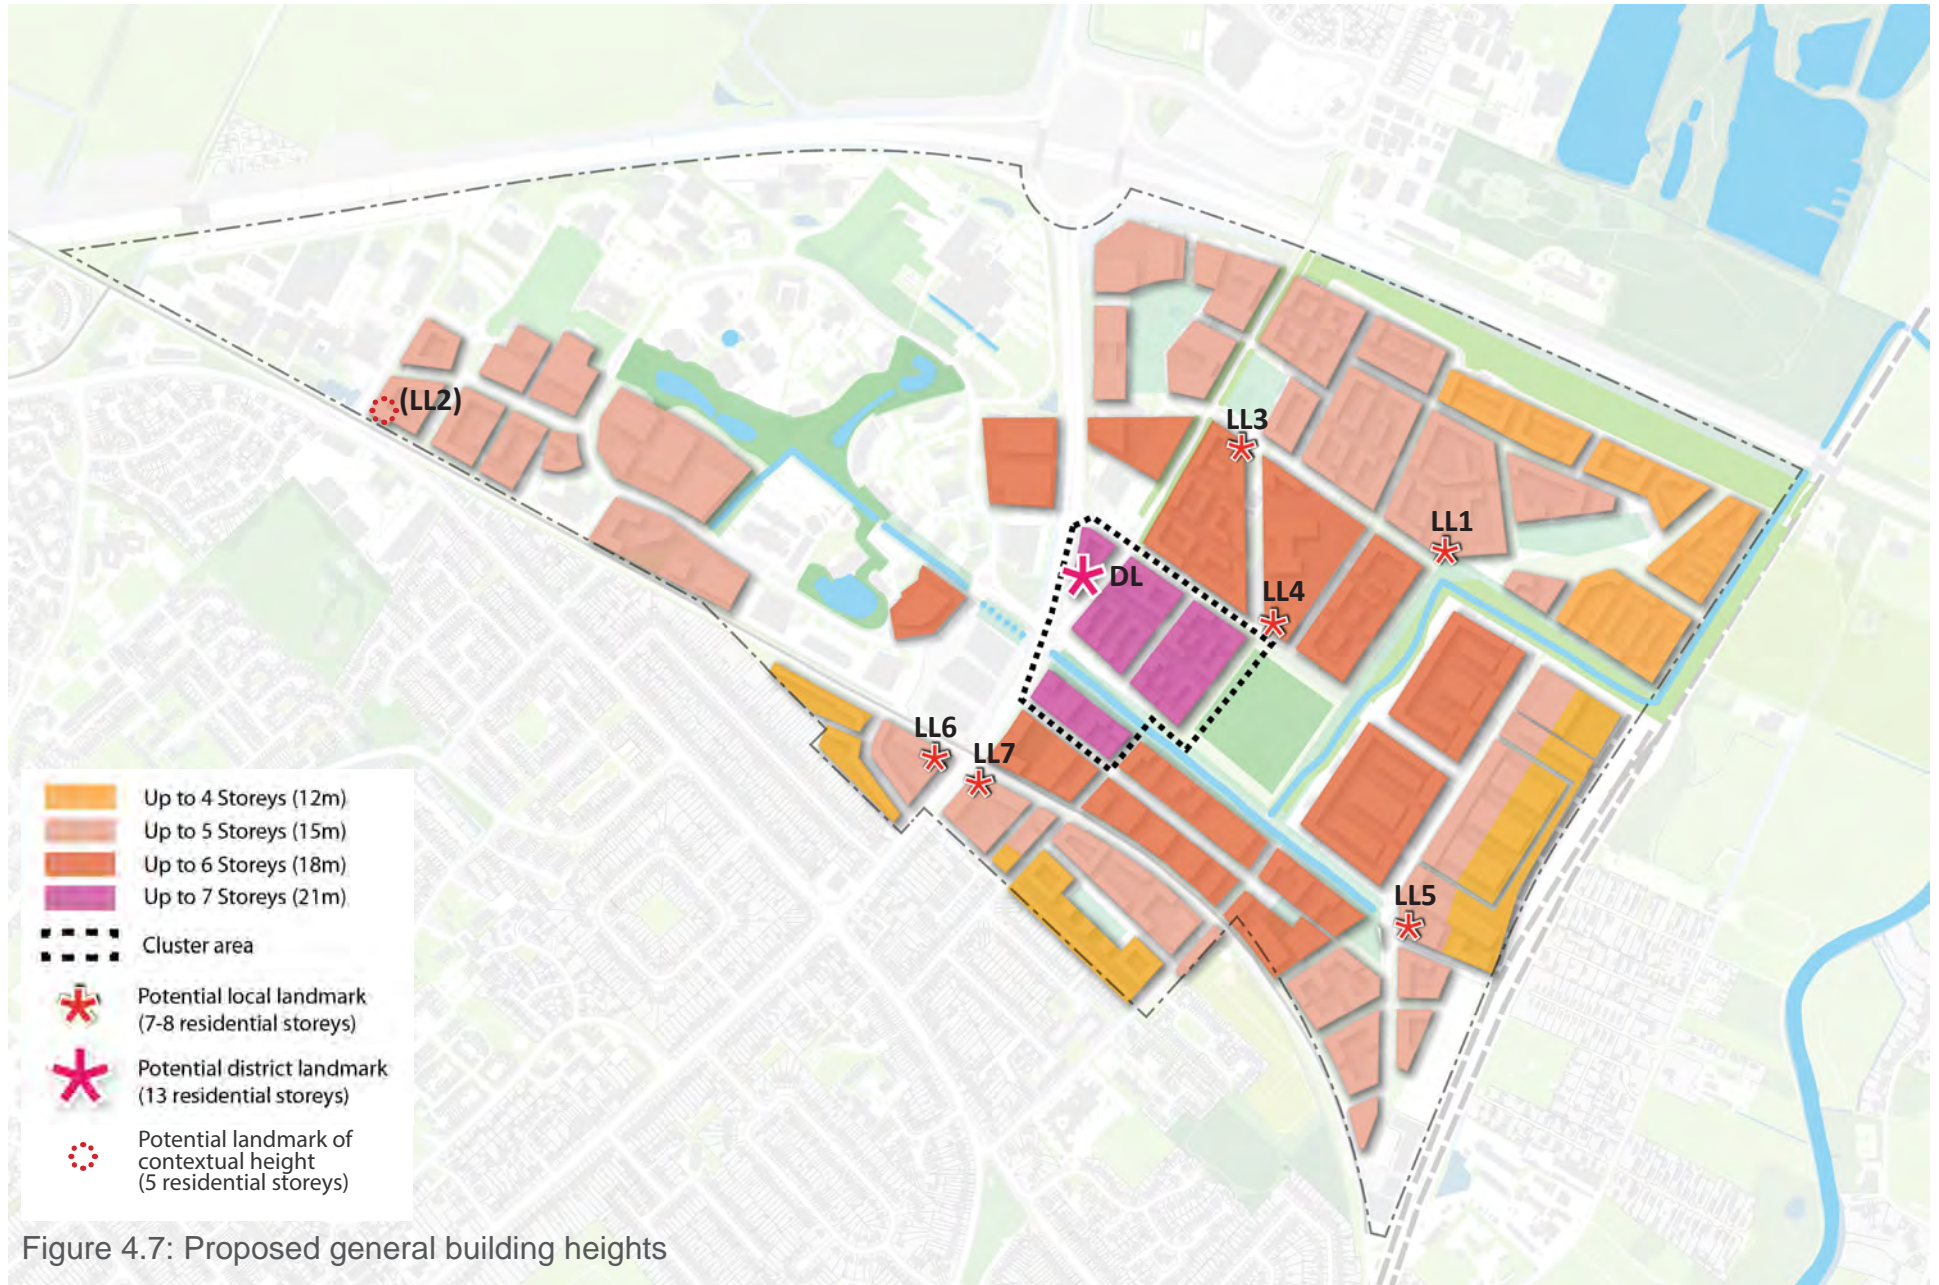 (LL2)
LL3
LL1
DL
LL4
LL6
LL7
LL5
Up to 4 Storeys (12m)
Up to 5 Storeys (15m)
Up to 6 Storeys (18m)
Up to 7 Storeys (21m)
Cluster area
Potential local landmark
(7-8 residential storeys)
Potential district landmark
(13 residential storeys)
Potential landmark of
contextual height
(5 residential storeys)
Figure 4.7: Proposed general building heights